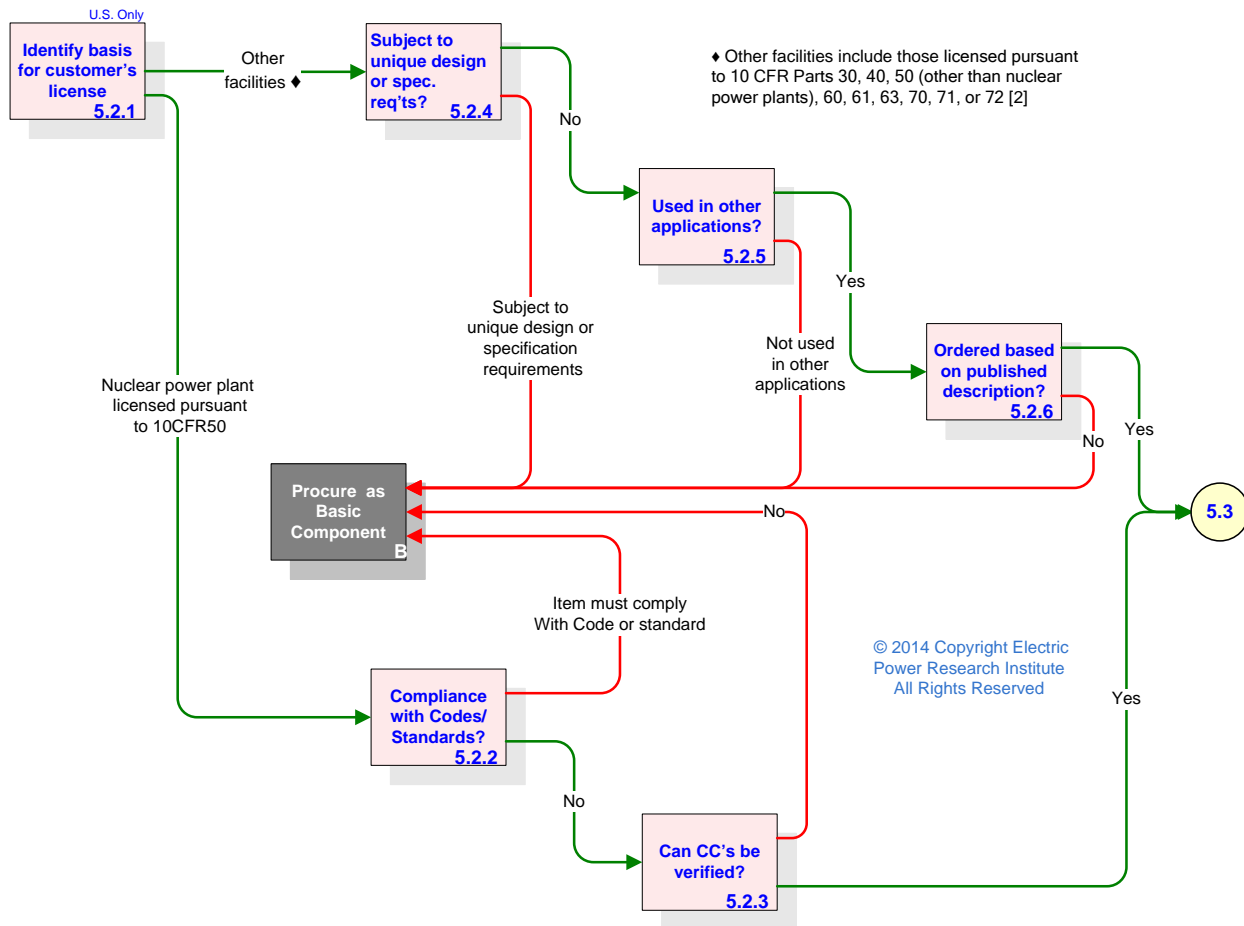 U.S. Only
Identify basis
for customer's
license
5.2.1
Other
facilities ♦
Subject to
unique design
or spec.
req'ts?
5.2.4
♦ Other facilities include those licensed pursuant
to 10 CFR Parts 30, 40, 50 (other than nuclear
power plants), 60, 61, 63, 70, 71, or 72 [2]
No
Used in other
applications?
5.2.5
Yes
Subject to
unique design or
specification
requirements
Not used
in other
applications
Ordered based
on published
description?
5.2.6
Nuclear power plant
licensed pursuant
to 10CFR50
No
Yes
Procure as
Basic
Component
B
No
5.3
Item must comply
With Code or standard
© 2014 Copyright Electric
Power Research Institute
All Rights Reserved
Compliance
with Codes/
Standards?
5.2.2
Yes
No
Can CC's be
verified?
5.2.3